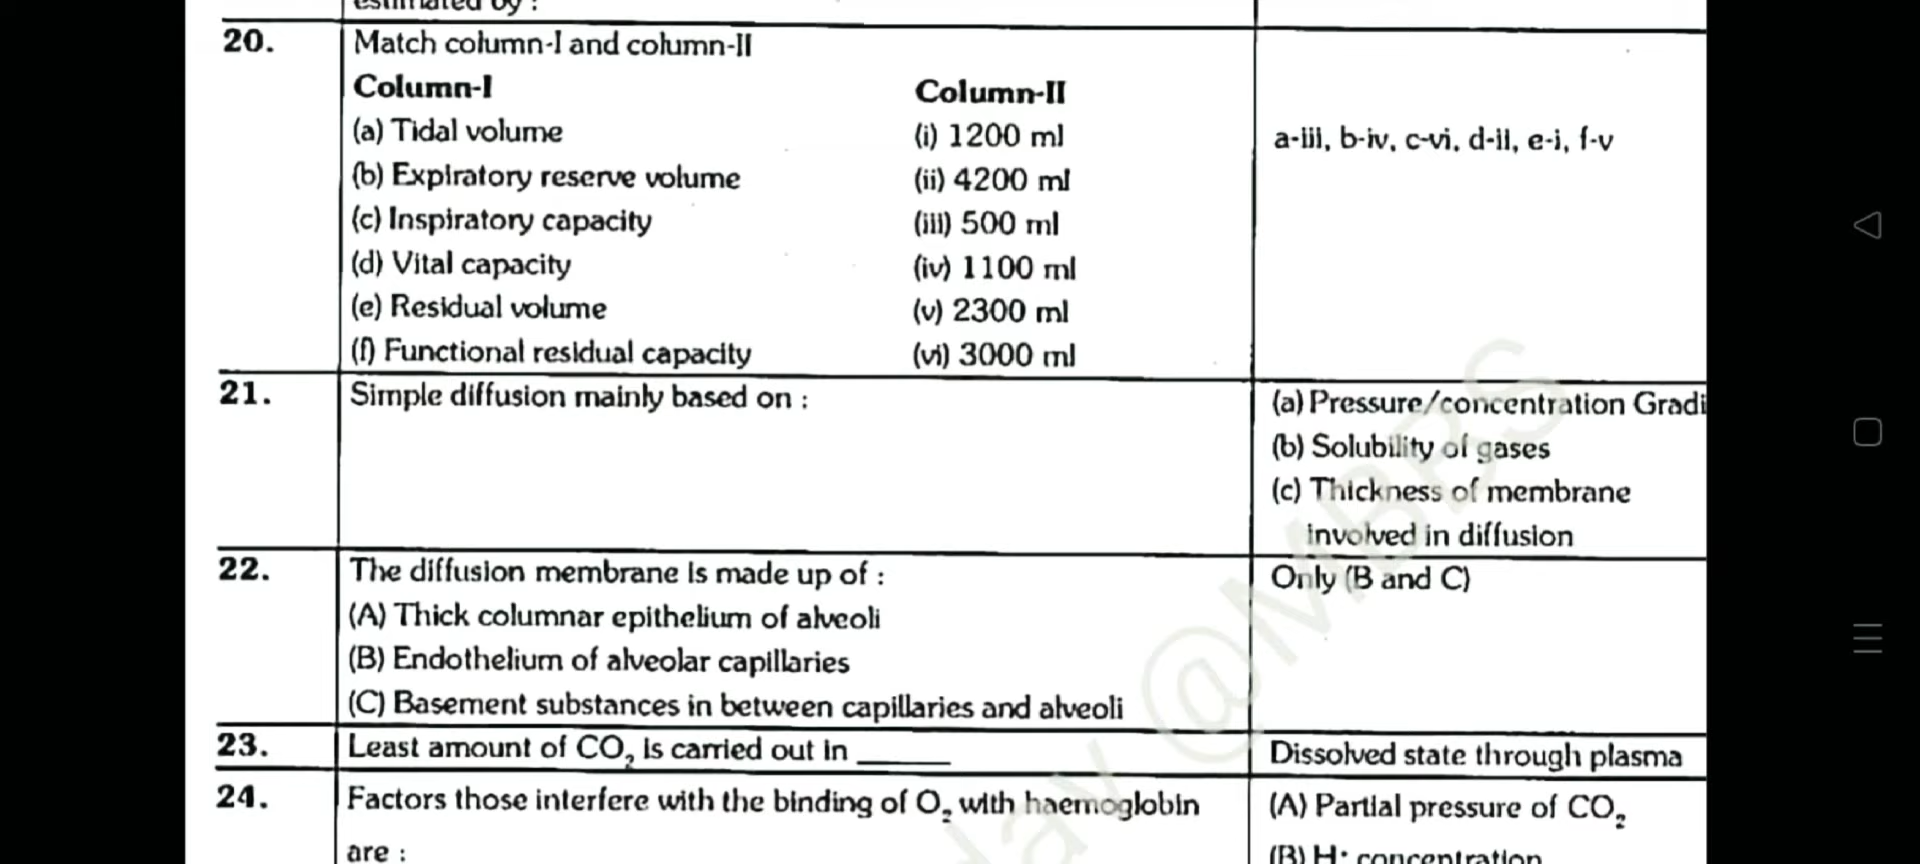 estimated by :
20. Match column-I and column-II
Column-I Column-II
(a) Tidal volume (i) 1200 ml a-iii, b-iv, c-vi, d-ii, e-i, f-v
(b) Expiratory reserve volume (ii) 4200 ml
(c) Inspiratory capacity (iii) 500 ml
(d) Vital capacity (iv) 1100 ml
(e) Residual volume (v) 2300 ml
(f) Functional residual capacity (vi) 3000 ml
21. Simple diffusion mainly based on : (a) Pressure/concentration Gradi
(b) Solubility of gases
(c) Thickness of membrane
involved in diffusion
22. The diffusion membrane is made up of : Only (B and C)
(A) Thick columnar epithelium of alveoli
(B) Endothelium of alveolar capillaries
(C) Basement substances in between capillaries and alveoli
23. Least amount of CO₂ is carried out in ______ Dissolved state through plasma
24. Factors those interfere with the binding of O₂ with haemoglobin (A) Partial pressure of CO₂
are : (B) H⁺ concentration
day @MBBS